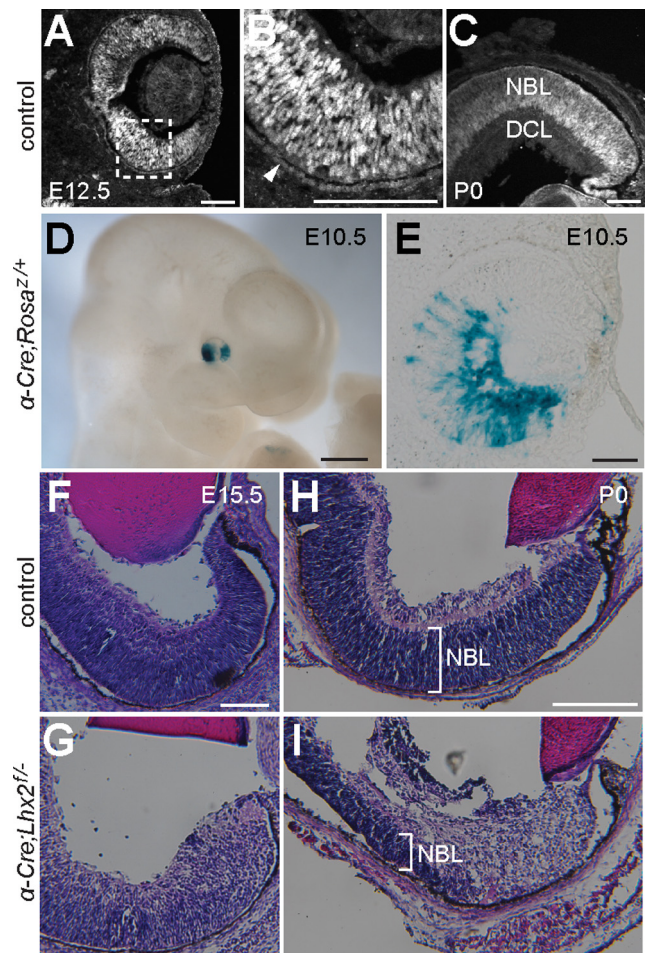 control
A
E12.5
B
C
NBL
DCL
P0
α-Cre;Rosaᶻ/⁺
D
E10.5
E
E10.5
control
F
E15.5
H
P0
NBL
α-Cre;Lhx2ᶠ/⁻
G
I
NBL